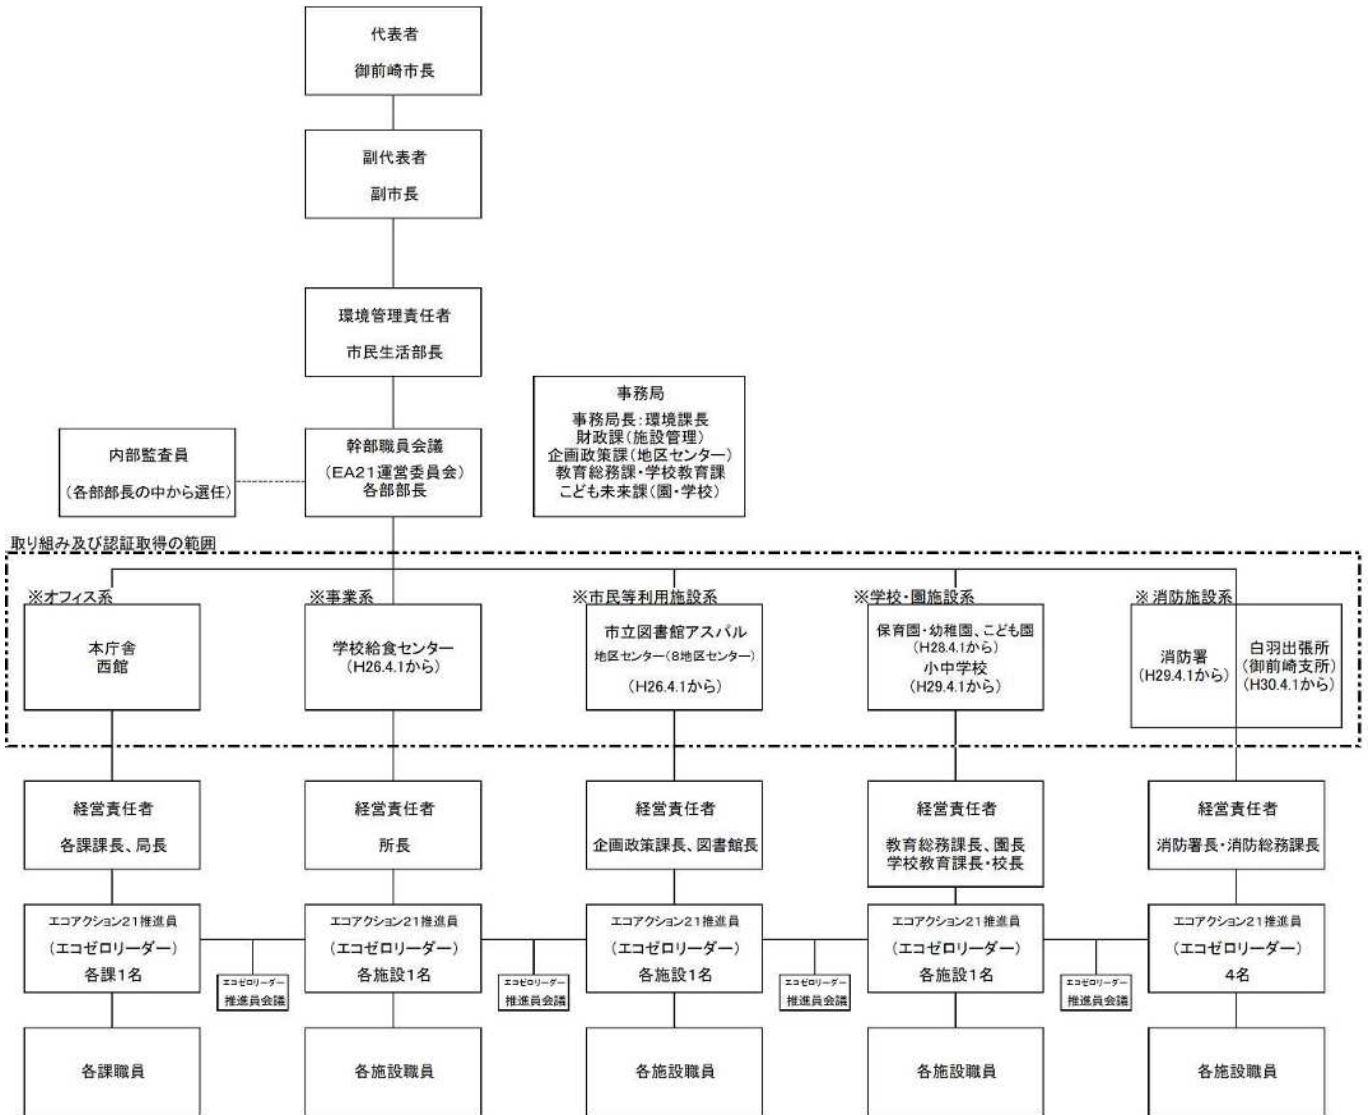 代表者
御前崎市長
副代表者
副市長
環境管理責任者
市民生活部長
事務局
事務局長:環境課長
財政課(施設管理)
企画政策課(地区センター)
教育総務課・学校教育課
こども未来課(園・学校)
内部監査員
(各部部長の中から選任)
幹部職員会議
(EA21運営委員会)
各部部長
取り組み及び認証取得の範囲
※オフィス系
本庁舎
西館
※事業系
学校給食センター
(H26.4.1から)
※市民等利用施設系
市立図書館アスパル
地区センター(8地区センター)
(H26.4.1から)
※学校・園施設系
保育園・幼稚園、こども園
(H28.4.1から)
小中学校
(H29.4.1から)
※消防施設系
消防署
(H29.4.1から)
白羽出張所
(御前崎支所)
(H30.4.1から)
経営責任者
各課課長、局長
経営責任者
所長
経営責任者
企画政策課長、図書館長
経営責任者
教育総務課長、園長
学校教育課長・校長
経営責任者
消防署長・消防総務課長
エコアクション21推進員
(エコゼロリーダー)
各課1名
エコゼロリーダー
推進員会議
エコアクション21推進員
(エコゼロリーダー)
各施設1名
エコゼロリーダー
推進員会議
エコアクション21推進員
(エコゼロリーダー)
各施設1名
エコゼロリーダー
推進員会議
エコアクション21推進員
(エコゼロリーダー)
各施設1名
エコゼロリーダー
推進員会議
エコアクション21推進員
(エコゼロリーダー)
4名
各課職員
各施設職員
各施設職員
各施設職員
各施設職員